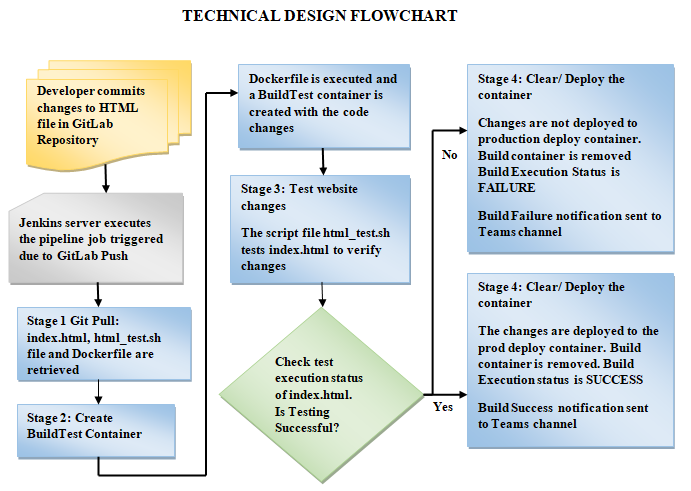 TECHNICAL DESIGN FLOWCHART
Developer commits
changes to HTML
file in GitLab
Repository
Jenkins server executes
the pipeline job triggered
due to GitLab Push
Stage 1 Git Pull:
index.html, html_test.sh
file and Dockerfile are
retrieved
Stage 2: Create
BuildTest Container
Dockerfile is executed and
a BuildTest container is
created with the code
changes
Stage 3: Test website
changes
The script file html_test.sh
tests index.html to verify
changes
Check test
execution status
of index.html.
Is Testing
Successful?
No
Stage 4: Clear/ Deploy the
container
Changes are not deployed to
production deploy container.
Build container is removed
Build Execution Status is
FAILURE
Build Failure notification sent to
Teams channel
Yes
Stage 4: Clear/ Deploy the
container
The changes are deployed to the
prod deploy container. Build
container is removed. Build
Execution status is SUCCESS
Build Success notification sent
to Teams channel